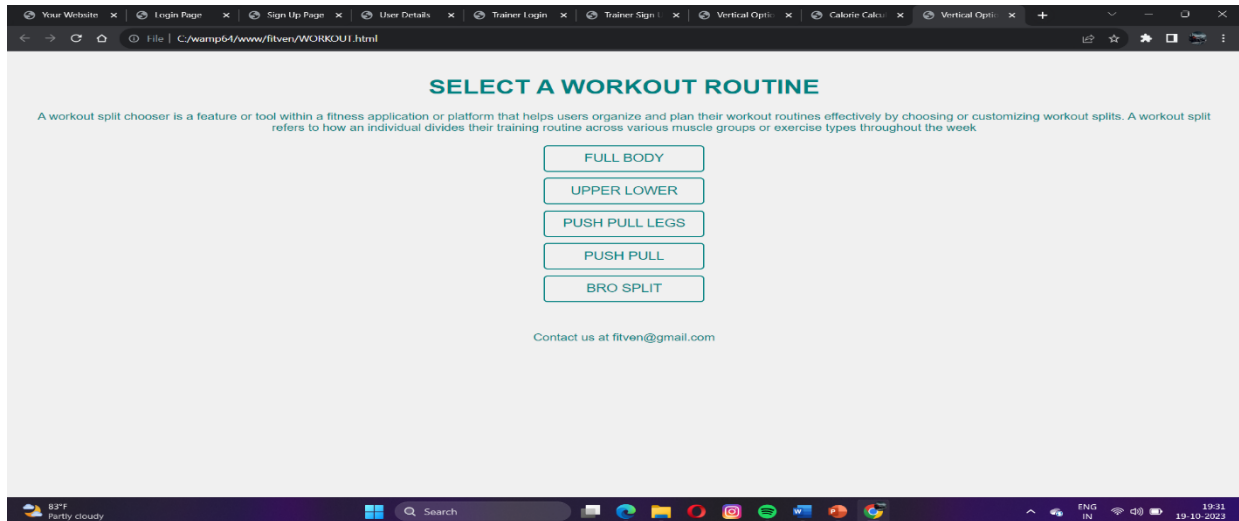 Your Website
Login Page
Sign Up Page
User Details
Trainer Login
Trainer Sign U
Vertical Optio
Calorie Calcu
Vertical Optio
File | C:/wamp64/www/fitven/WORKOUT.html
SELECT A WORKOUT ROUTINE
A workout split chooser is a feature or tool within a fitness application or platform that helps users organize and plan their workout routines effectively by choosing or customizing workout splits. A workout split
refers to how an individual divides their training routine across various muscle groups or exercise types throughout the week
FULL BODY
UPPER LOWER
PUSH PULL LEGS
PUSH PULL
BRO SPLIT
Contact us at fitven@gmail.com
83°F
Partly cloudy
Search
ENG
IN
19:31
19-10-2023